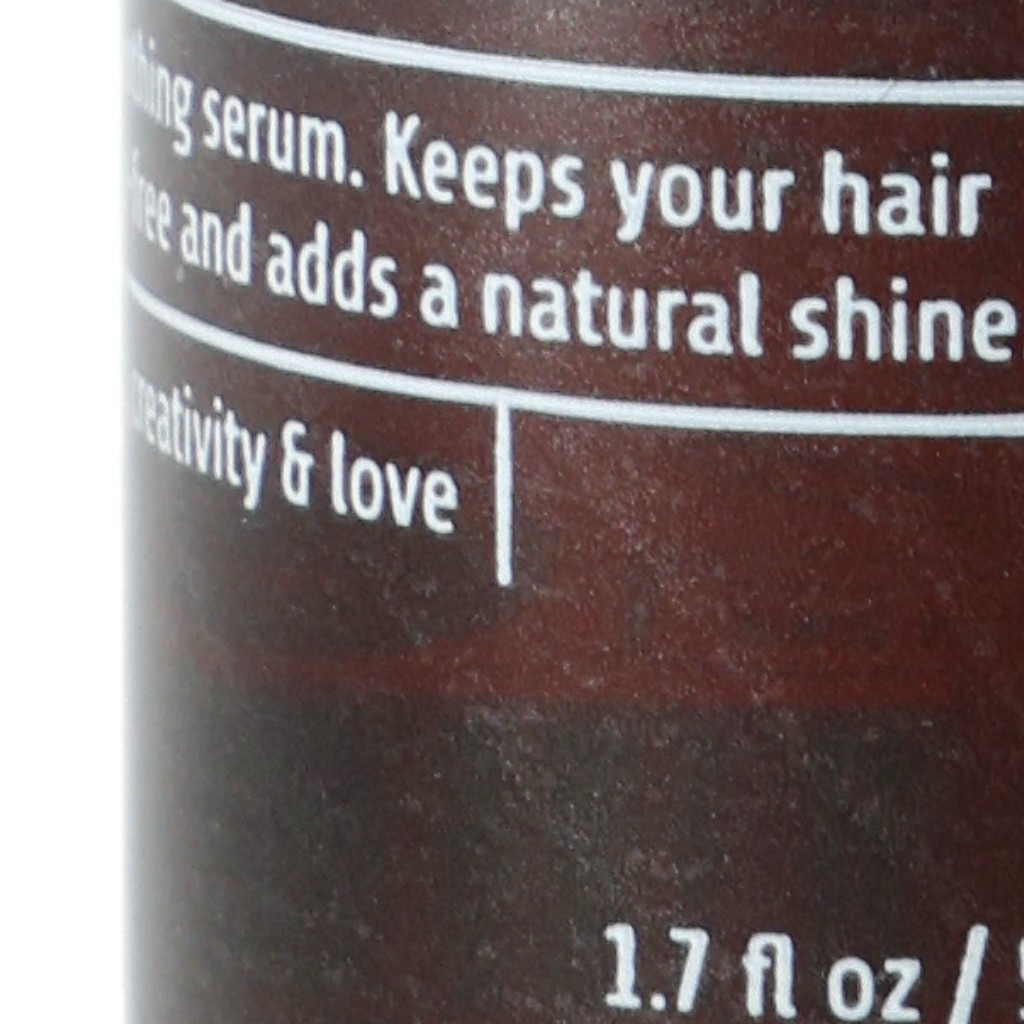 serum. Keeps your hair
and adds a natural shine
& love
1.7 fl oz /